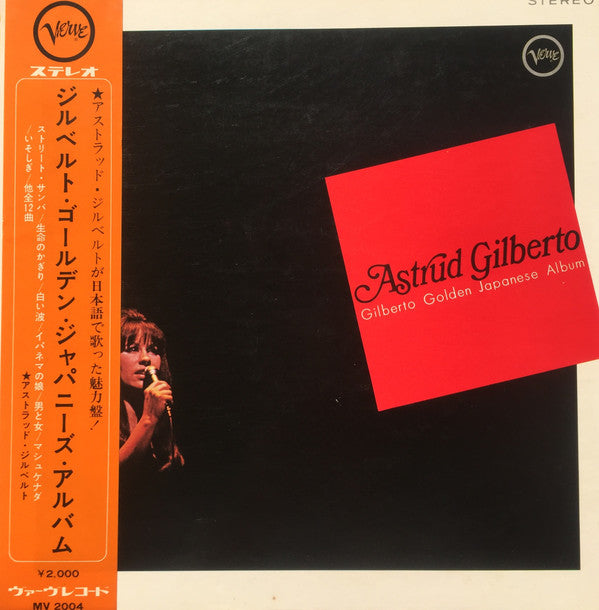 STEREO
Verve
ステレオ
★アストラッド・ジルベルトが日本語で歌った魅力盤！
ジルベルト・ゴールデン・ジャパニーズ・アルバム
ストリート・サンバ/生命のかぎり/白い波/イパネマの娘/男と女/マシュケナダ
/いそしぎ/他全12曲
★アストラッド・ジルベルト
¥2,000
ヴァーヴレコード
MV 2004
Verve
Astrud Gilberto
Gilberto Golden Japanese Album